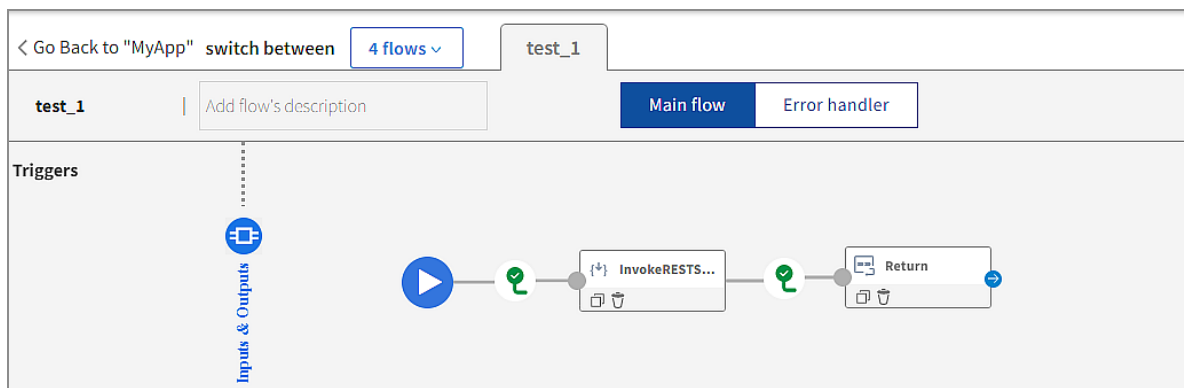 Go Back to "MyApp" switch between 4 flows test_1
test_1 Add flow's description Main flow Error handler
Triggers
Inputs & Outputs
InvokeRESTS...
Return